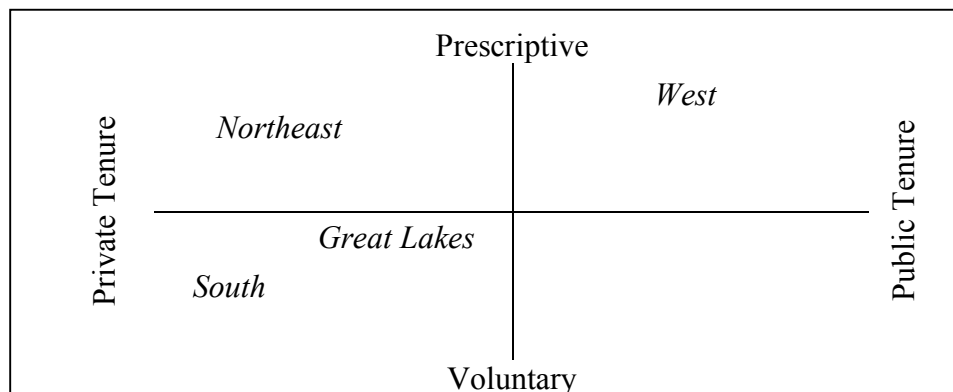 Prescriptive
West
Northeast
Private Tenure
Public Tenure
Great Lakes
South
Voluntary